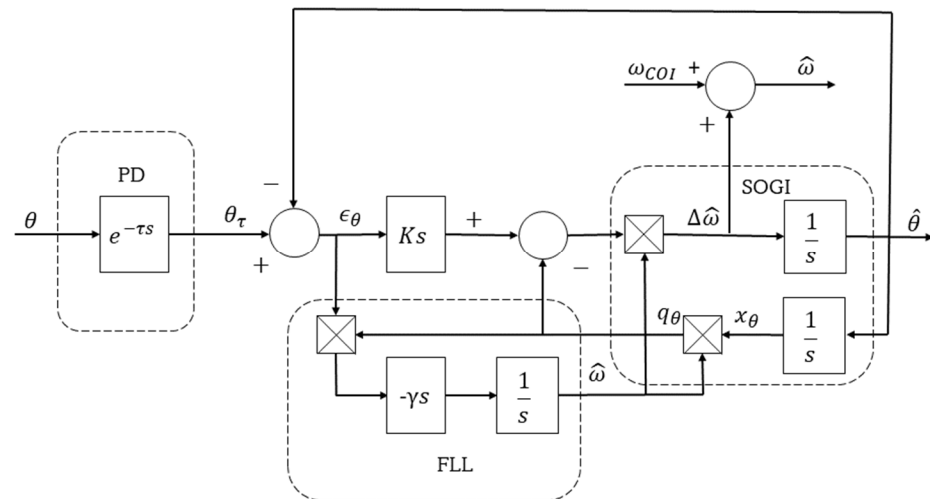 ω_COI + ω̂
+
PD
SOGI
− 
θ e^{−τs} θ_τ + ϵ_θ Ks + − Δω̂ 1/s θ̂
q_θ x_θ 1/s
-γs 1/s ω̂
FLL